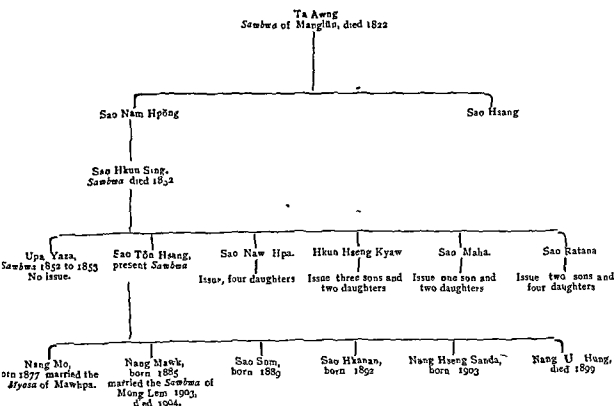 Ta Awng
Sawbwa of Manglün, died 1822
Sao Nam Hpöng
Sao Hsang
Sao Hkun Sing.
Sawbwa died 1852
Upa Yaza,
Sawbwa 1852 to 1853
No issue.
Sao Tön Hsang,
present Sawbwa
Sao Naw Hpa.
Issue, four daughters
Hkun Hseng Kyaw
Issue three sons and
two daughters
Sao Maha.
Issue one son and
two daughters
Sao Ratana
Issue two sons and
four daughters
Nang Mo,
orn 1877 married the
Myosa of Mawhpa.
Nang Mawk,
born 1885
married the Sawbwa of
Möng Lem 1903,
died 1904.
Sao Som,
born 1889
Sao Hkanan,
born 1892
Nang Hseng Sanda,
born 1903
Nang U Hung,
died 1899